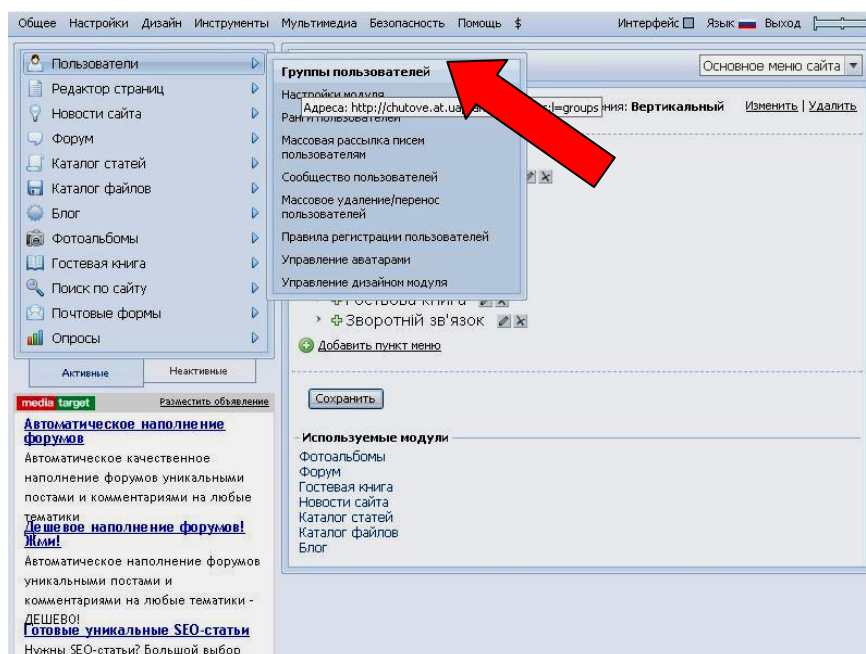 Общее Настройки Дизайн Инструменты Мультимедиа Безопасность Помощь $ Интерфейс Язык Выход
Пользователи
Редактор страниц
Новости сайта
Форум
Каталог статей
Каталог файлов
Блог
Фотоальбомы
Гостевая книга
Поиск по сайту
Почтовые формы
Опросы
Активные Неактивные
Группы пользователей
Настройки модуля
Адреса: http://chutove.at.ua l=groups
Ранги пользователей
Массовая рассылка писем
пользователям
Сообщество пользователей
Массовое удаление/перенос
пользователей
Правила регистрации пользователей
Управление аватарами
Управление дизайном модуля
Основное меню сайта
Вертикальный Изменить | Удалить
Гостьова книга
Зворотній зв'язок
Добавить пункт меню
Сохранить
Используемые модули
Фотоальбомы
Форум
Гостевая книга
Новости сайта
Каталог статей
Каталог файлов
Блог
media target Разместить объявление
Автоматическое наполнение
форумов
Автоматическое качественное
наполнение форумов уникальными
постами и комментариями на любые
тематики
Дешевое наполнение форумов!
Жми!
Автоматическое наполнение форумов
уникальными постами и
комментариями на любые тематики -
ДЕШЕВО!
Готовые уникальные SEO-статьи
Нужны SEO-статьи? Большой выбор